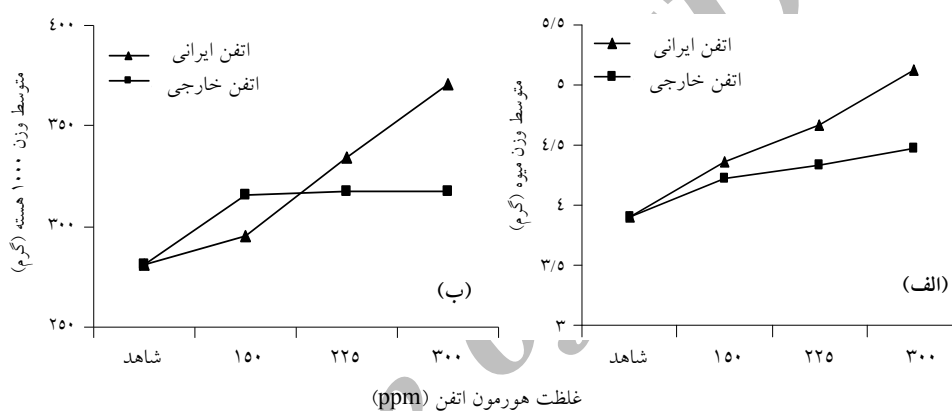 ۵/۵
۵
۴/۵
۴
۳/۵
۳
متوسط وزن میوه (گرم)
اتفن ایرانی
اتفن خارجی
(الف)
شاهد ۱۵۰ ۲۲۵ ۳۰۰
۴۰۰
۳۵۰
۳۰۰
۲۵۰
متوسط وزن ۱۰۰۰ هسته (گرم)
اتفن ایرانی
اتفن خارجی
(ب)
شاهد ۱۵۰ ۲۲۵ ۳۰۰
غلظت هورمون اتفن (ppm)